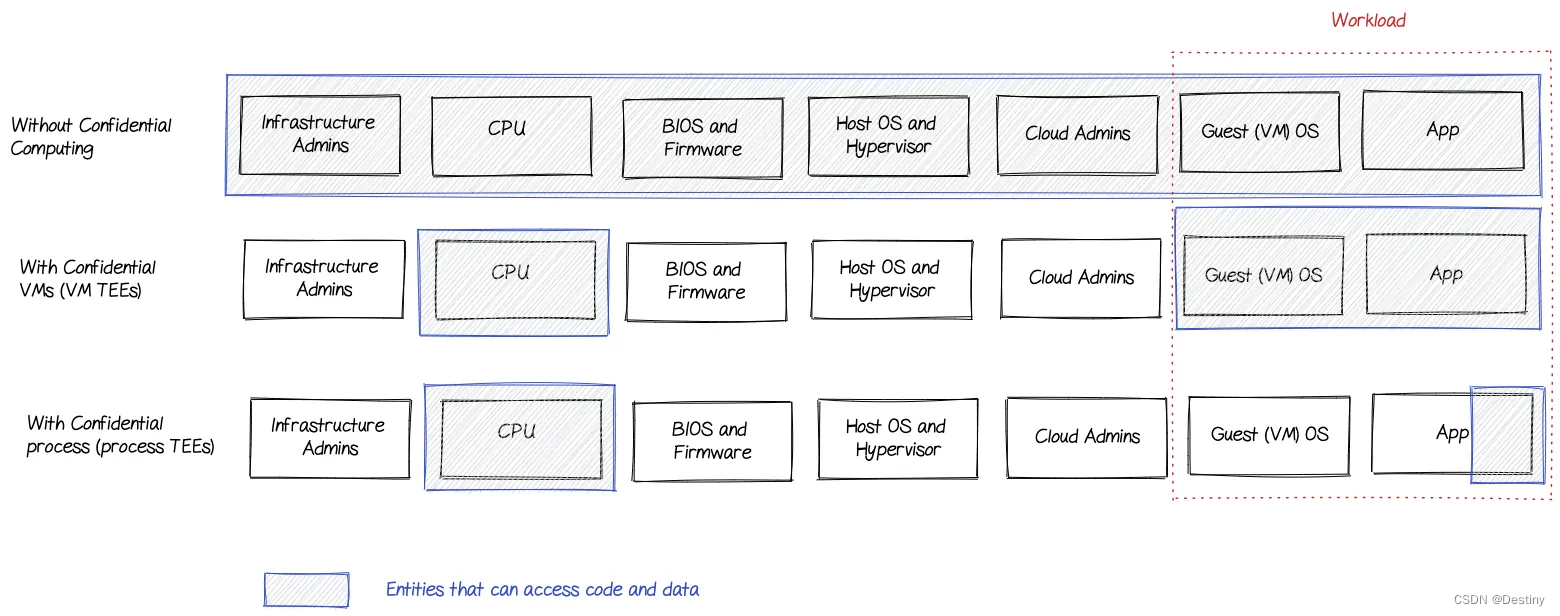 Workload
Without Confidential
Computing
Infrastructure
Admins
CPU
BIOS and
Firmware
Host OS and
Hypervisor
Cloud Admins
Guest (VM) OS
App
With Confidential
VMs (VM TEEs)
Infrastructure
Admins
CPU
BIOS and
Firmware
Host OS and
Hypervisor
Cloud Admins
Guest (VM) OS
App
With Confidential
process (process TEEs)
Infrastructure
Admins
CPU
BIOS and
Firmware
Host OS and
Hypervisor
Cloud Admins
Guest (VM) OS
App
Entities that can access code and data
CSDN @Destiny